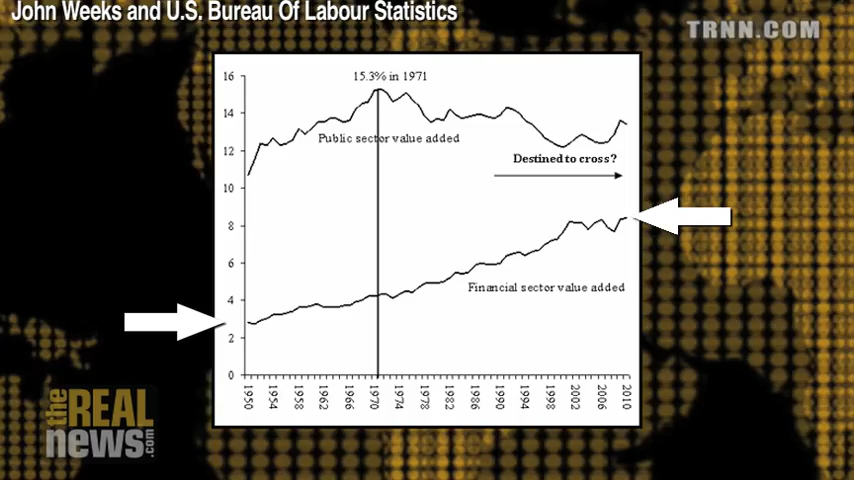 John Weeks and U.S. Bureau Of Labour Statistics
TRNN.COM
15.3% in 1971
16
14
12
10
8
6
4
2
0
Public sector value added
Destined to cross?
Financial sector value added
1950 1954 1958 1962 1966 1970 1974 1978 1982 1986 1990 1994 1998 2002 2006 2010
the REAL
news.com